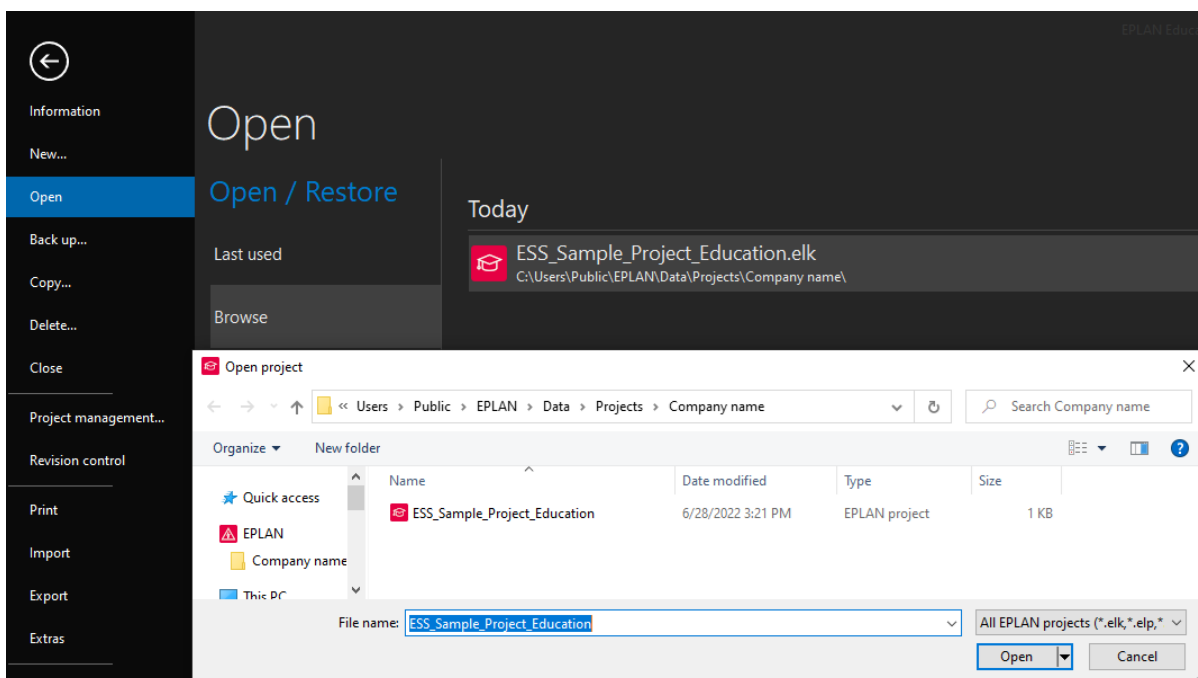 EPLAN Educa
Information
New...
Open
Back up...
Copy...
Delete...
Close
Project management...
Revision control
Print
Import
Export
Extras
Open
Open / Restore
Last used
Browse
Today
ESS_Sample_Project_Education.elk
C:\Users\Public\EPLAN\Data\Projects\Company name\
Open project
« Users › Public › EPLAN › Data › Projects › Company name
Search Company name
Organize
New folder
Quick access
EPLAN
Company name
This PC
Name Date modified Type Size
ESS_Sample_Project_Education 6/28/2022 3:21 PM EPLAN project 1 KB
File name: ESS_Sample_Project_Education
All EPLAN projects (*.elk,*.elp,*
Open Cancel